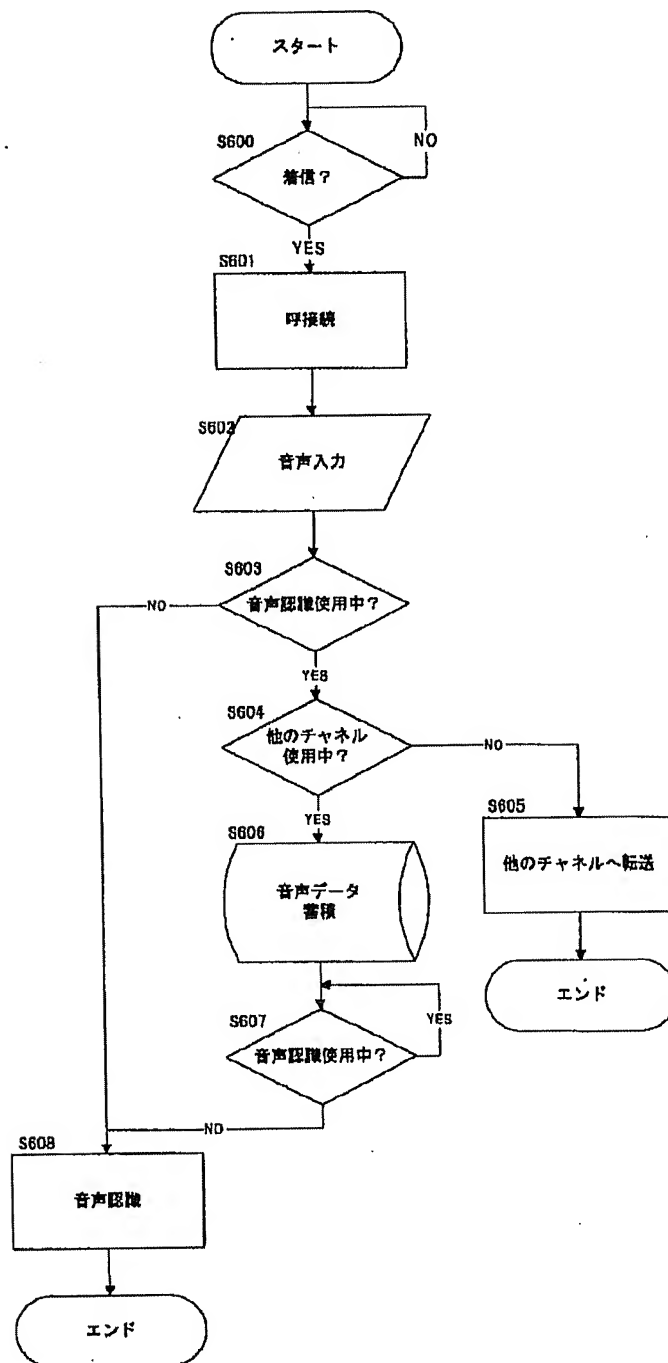 スタート
S600
NO
着信？
YES
S601
呼接続
S602
音声入力
S603
NO
音声認識使用中？
YES
S604
他のチャネル
使用中？
NO
YES
S605
他のチャネルへ転送
S606
音声データ
蓄積
エンド
S607
YES
音声認識使用中？
NO
S608
音声認識
エンド